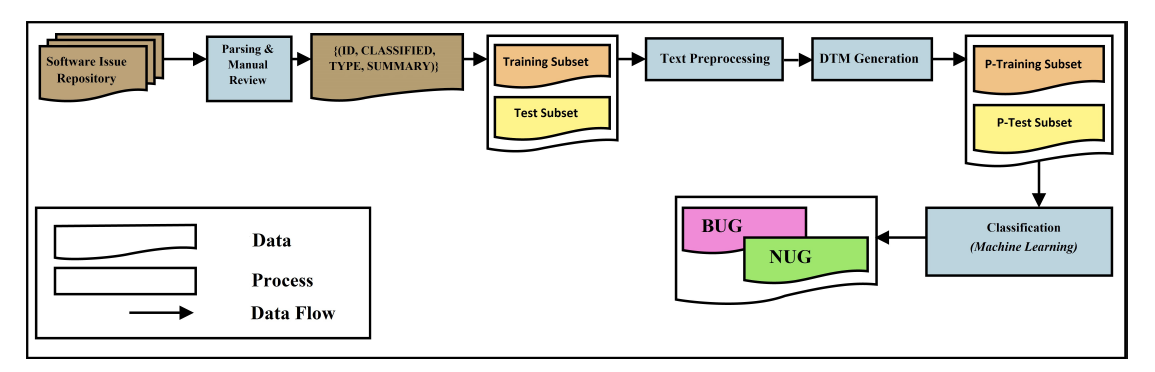 Software Issue
Repository
Parsing &
Manual
Review
{(ID, CLASSIFIED,
TYPE, SUMMARY)}
Training Subset
Test Subset
Text Preprocessing
DTM Generation
P-Training Subset
P-Test Subset
Classification
(Machine Learning)
BUG
NUG
Data
Process
Data Flow